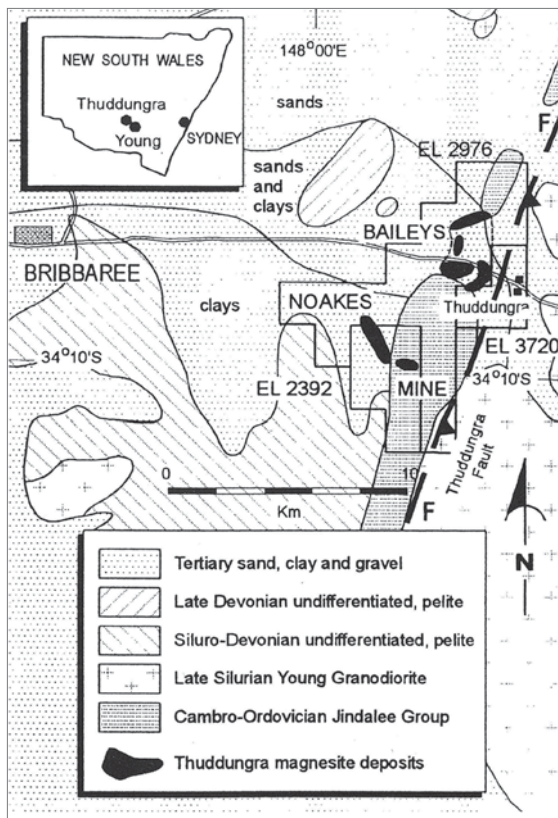 NEW SOUTH WALES
Thuddungra
Young
SYDNEY
148°00'E
sands
F
EL 2976
sands
and
clays
BAILEYS
BRIBBAREE
clays
NOAKES
Thuddungra
34°10'S
EL 3720
34°10'S
EL 2392
MINE
Thuddungra
Fault
0
10
Km
F
N
Tertiary sand, clay and gravel
Late Devonian undifferentiated, pelite
Siluro-Devonian undifferentiated, pelite
Late Silurian Young Granodiorite
Cambro-Ordovician Jindalee Group
Thuddungra magnesite deposits